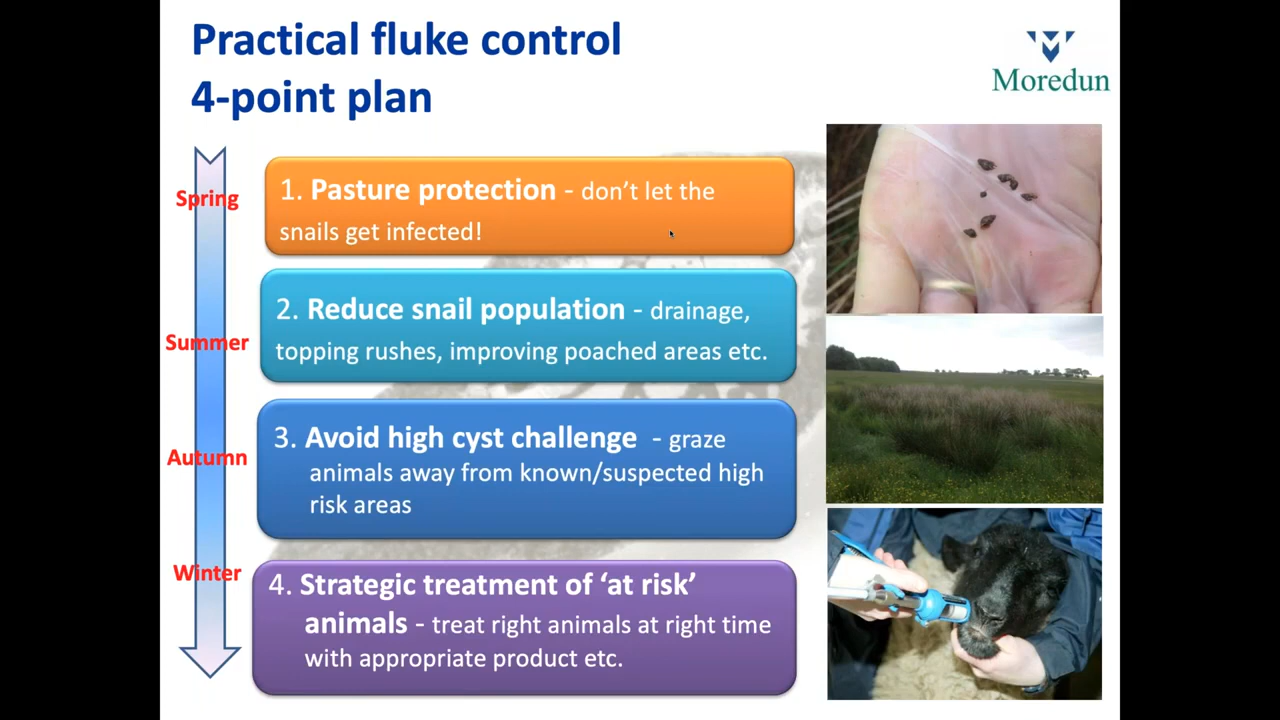 Practical fluke control
4-point plan
Moredun
Spring
1. Pasture protection - don’t let the
snails get infected!
Summer
2. Reduce snail population - drainage,
topping rushes, improving poached areas etc.
Autumn
3. Avoid high cyst challenge - graze
animals away from known/suspected high
risk areas
Winter
4. Strategic treatment of ‘at risk’
animals - treat right animals at right time
with appropriate product etc.